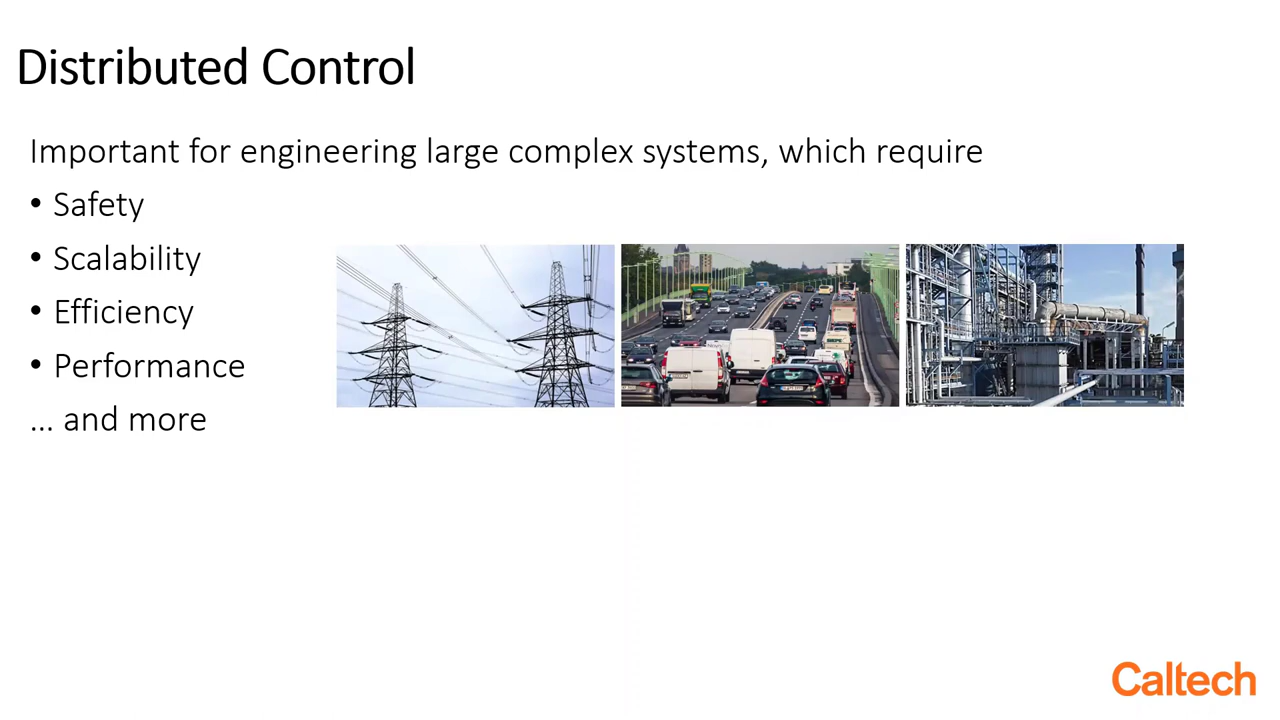 Distributed Control
Important for engineering large complex systems, which require
• Safety
• Scalability
• Efficiency
• Performance
... and more
Caltech